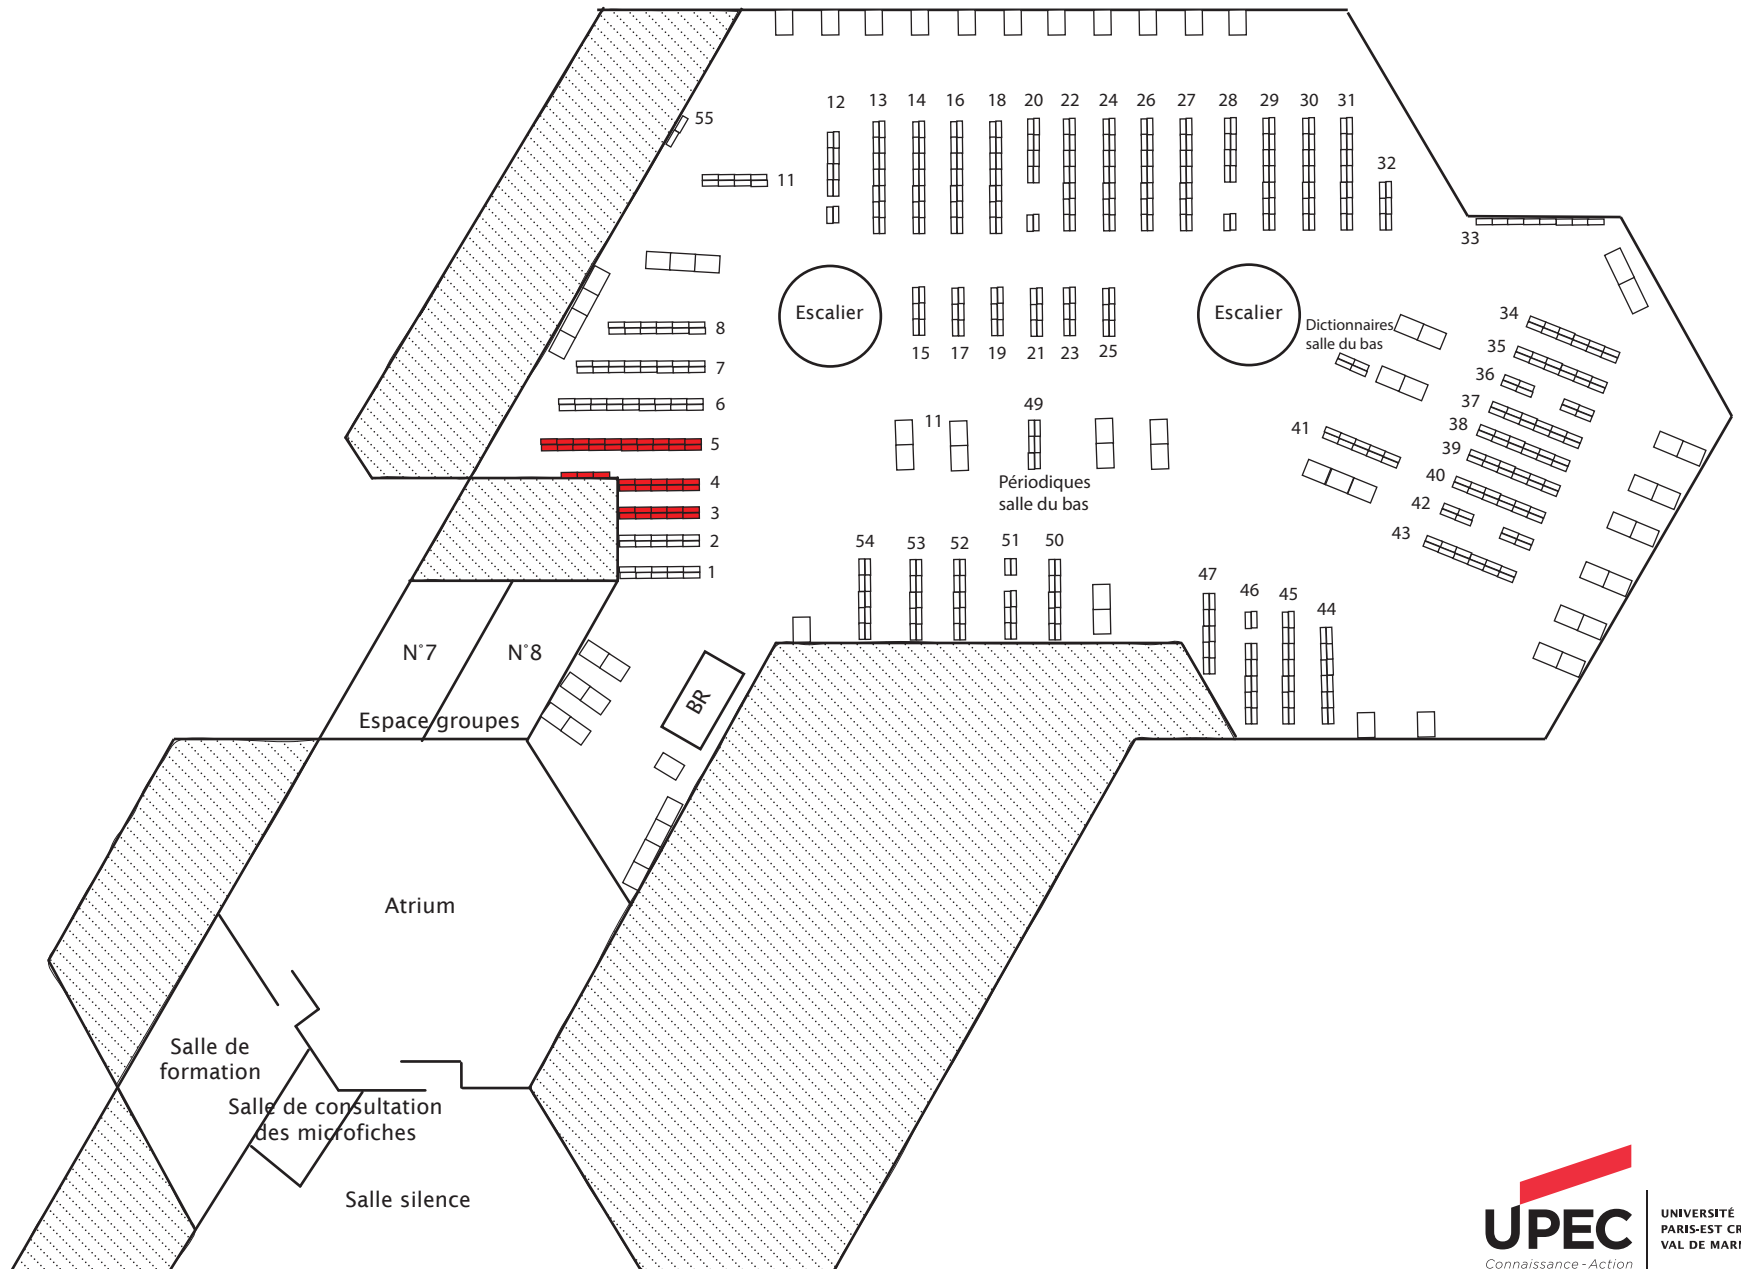 55
12
13
14
16
18
20
22
24
26
27
28
29
30
31
11
32
33
8
7
6
5
4
3
2
1
Escalier
Escalier
15
17
19
21
23
25
Dictionnaires
salle du bas
34
35
36
37
38
39
40
42
43
41
11
49
Périodiques
salle du bas
54
53
52
51
50
47
46
45
44
N°7
N°8
BR
Espace groupes
Atrium
Salle de
formation
Salle de consultation
des microfiches
Salle silence
UPEC
Connaissance - Action
UNIVERSITÉ
PARIS-EST CR
VAL DE MAR